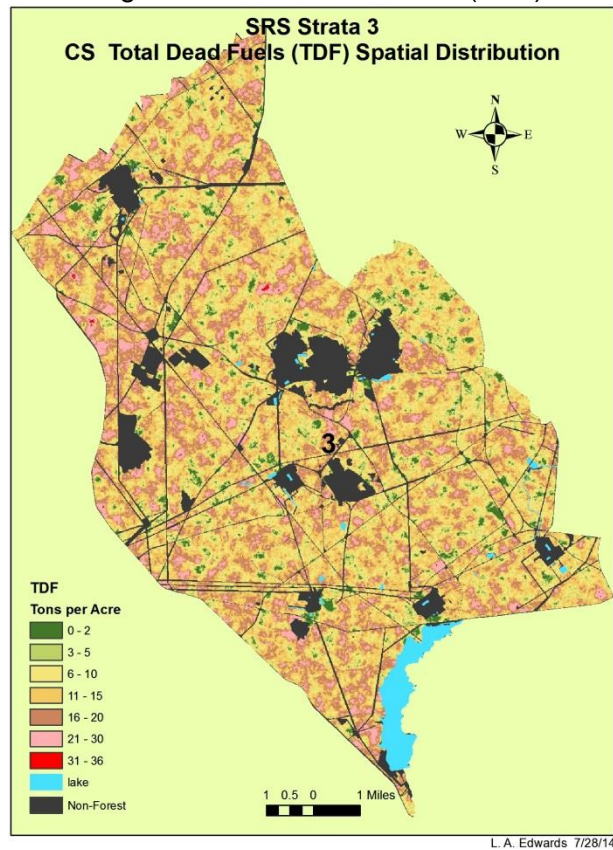 SRS Strata 3
CS Total Dead Fuels (TDF) Spatial Distribution
N
W E
S
3
TDF
Tons per Acre
0 - 2
3 - 5
6 - 10
11 - 15
16 - 20
21 - 30
31 - 36
lake
Non-Forest
1 0.5 0 1 Miles
L. A. Edwards 7/28/14